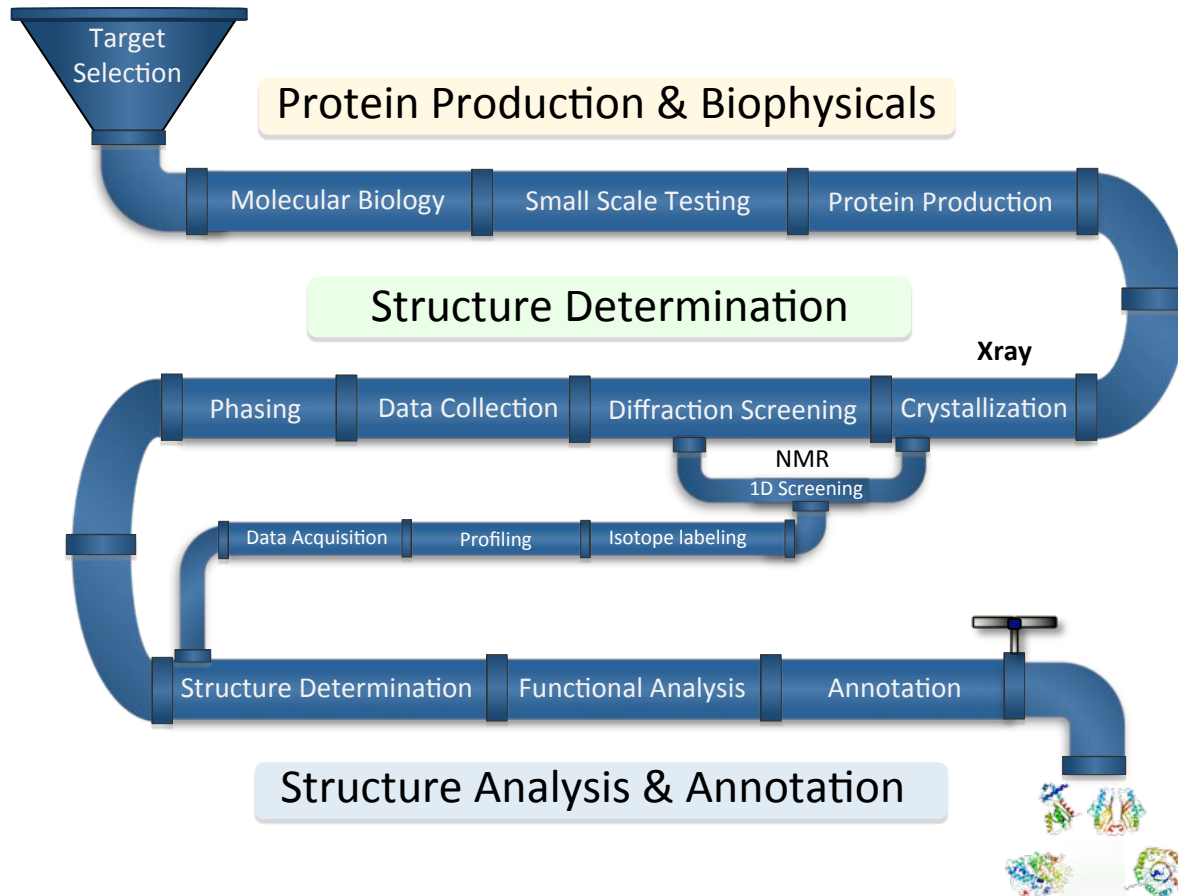 Target
Selection
Protein Production & Biophysicals
Molecular Biology
Small Scale Testing
Protein Production
Structure Determination
Xray
Phasing
Data Collection
Diffraction Screening
Crystallization
NMR
1D Screening
Data Acquisition
Profiling
Isotope labeling
Structure Determination
Functional Analysis
Annotation
Structure Analysis & Annotation